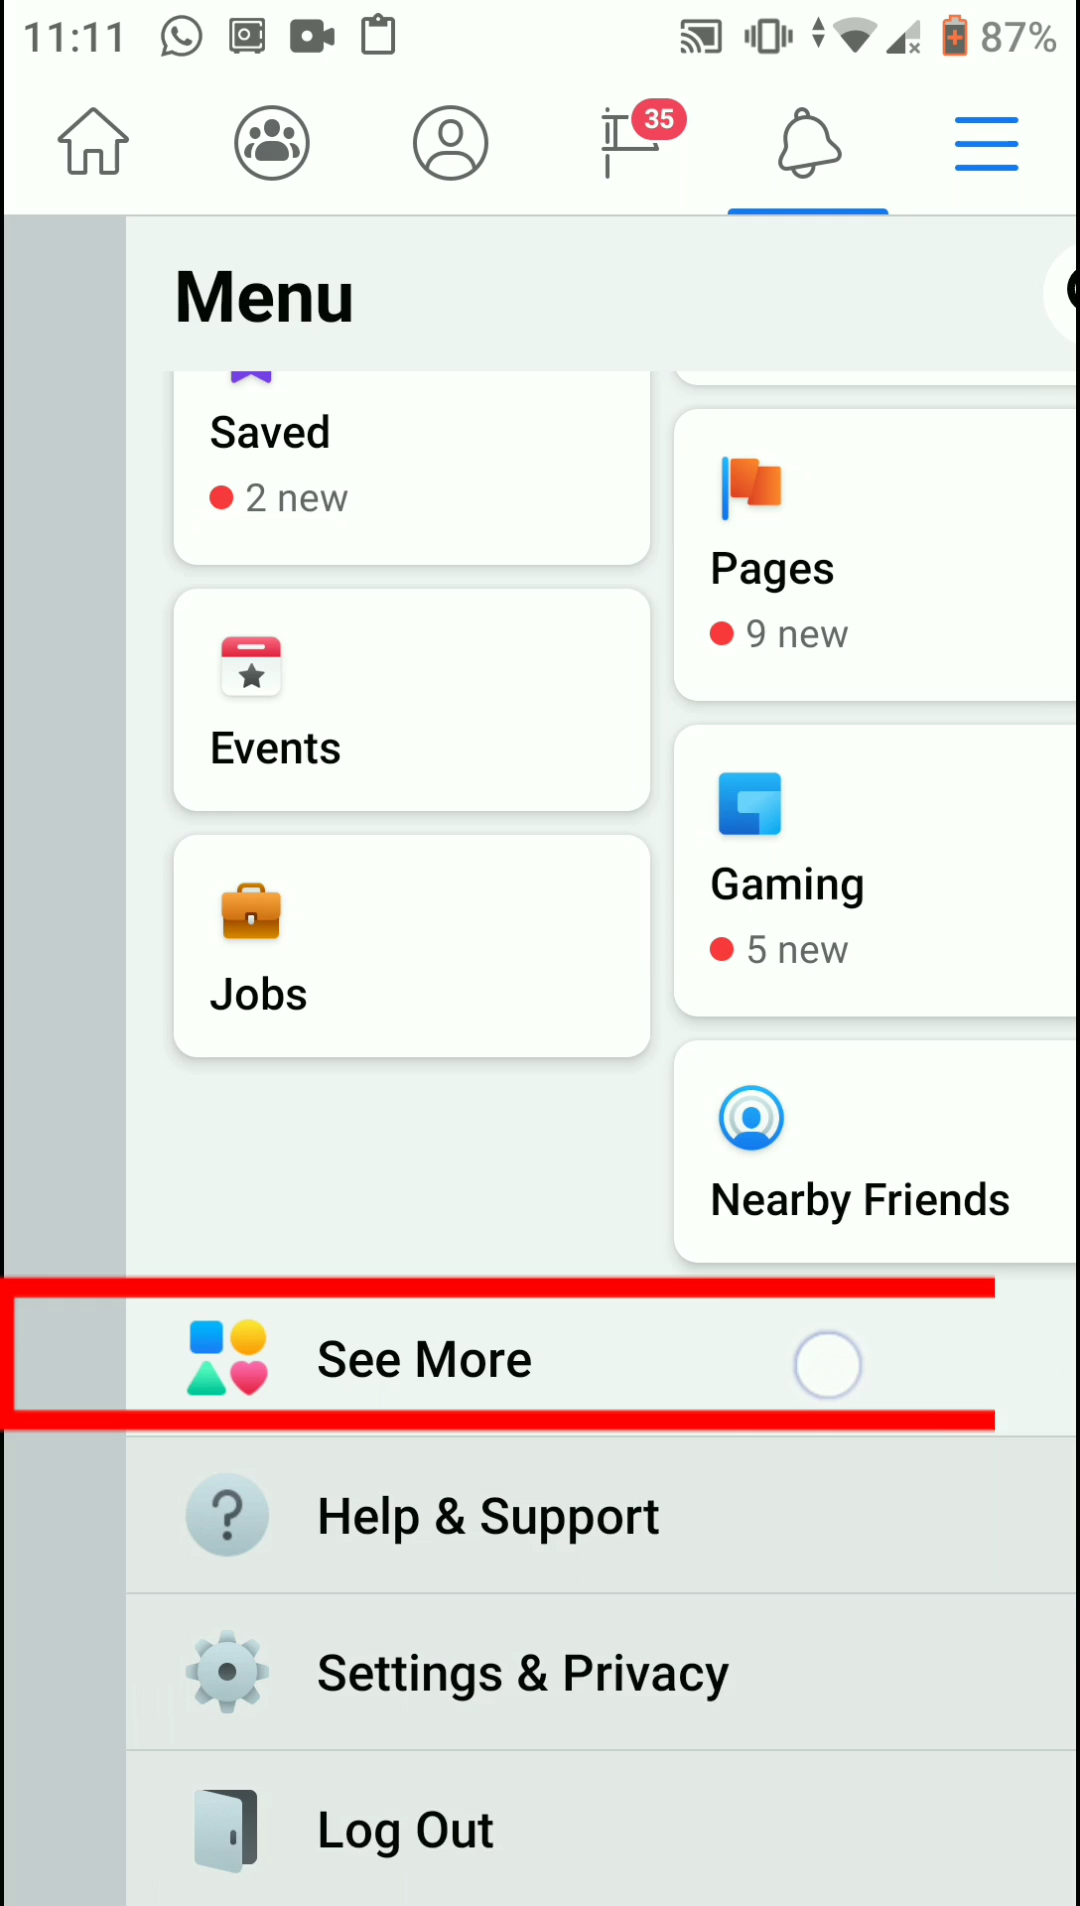 11:11
87%
35
Menu
Saved
2 new
Pages
9 new
Events
Gaming
5 new
Jobs
Nearby Friends
See More
Help & Support
Settings & Privacy
Log Out